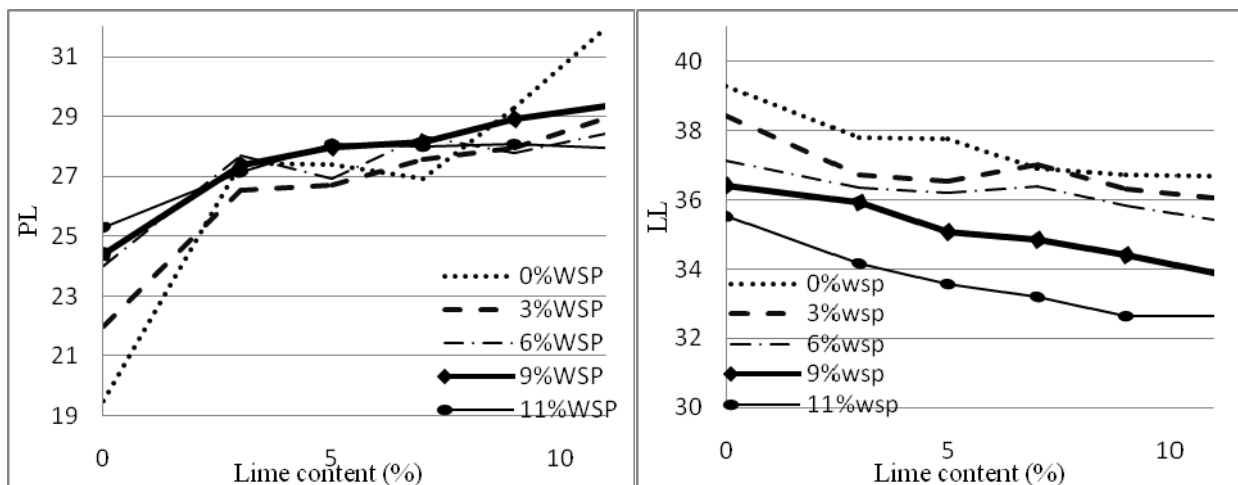 31
29
27
25
23
21
19
PL
0%WSP
3%WSP
6%WSP
9%WSP
11%WSP
0 5 10
Lime content (%)
40
38
36
34
32
30
LL
0%wsp
3%wsp
6%wsp
9%wsp
11%wsp
0 5 10
Lime content (%)